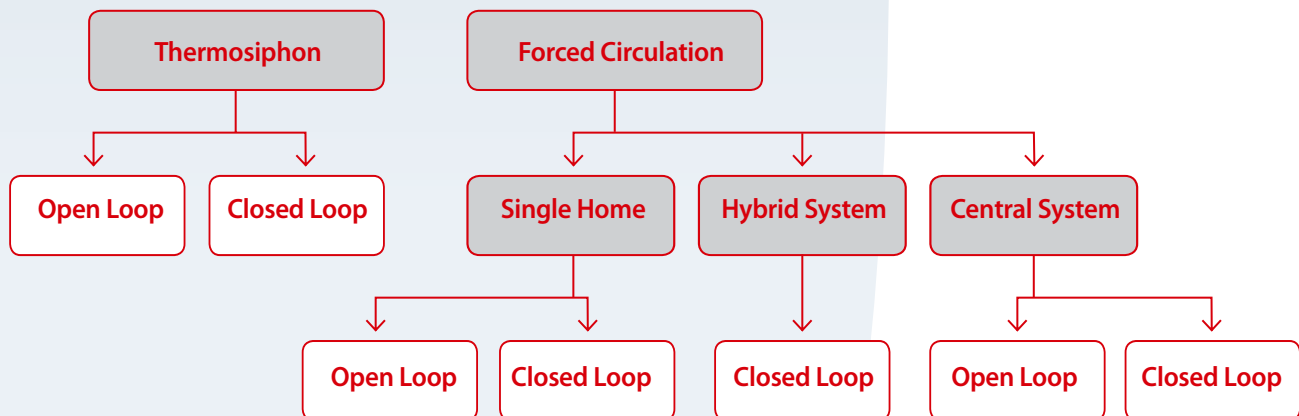 Thermosiphon
Forced Circulation
Open Loop
Closed Loop
Single Home
Hybrid System
Central System
Open Loop
Closed Loop
Closed Loop
Open Loop
Closed Loop